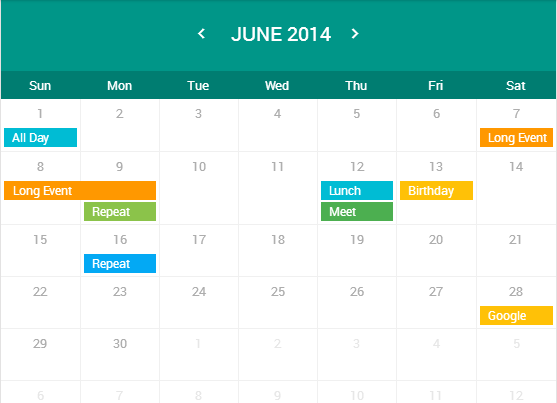 JUNE 2014
Sun Mon Tue Wed Thu Fri Sat
1 2 3 4 5 6 7
All Day Long Event
8 9 10 11 12 13 14
Long Event Lunch Birthday
Repeat Meet
15 16 17 18 19 20 21
Repeat
22 23 24 25 26 27 28
Google
29 30 1 2 3 4 5
6 7 8 9 10 11 12